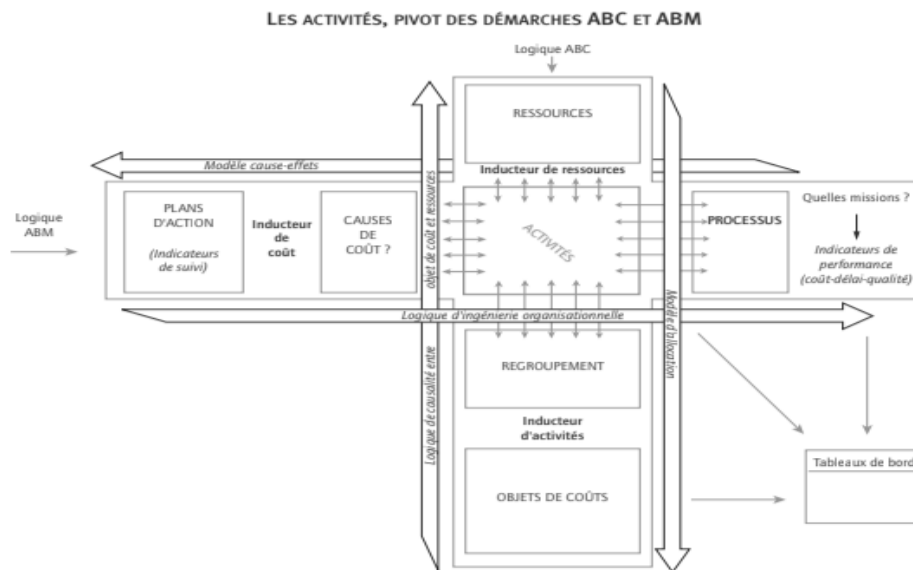 LES ACTIVITÉS, PIVOT DES DÉMARCHES ABC ET ABM
Logique ABC
RESSOURCES
Modèle cause-effets
Inducteur de ressources
Logique
ABM
PLANS
D'ACTION
(Indicateurs
de suivi)
Inducteur
de
coût
CAUSES
DE
COÛT ?
objet de coût et ressources
ACTIVITÉS
PROCESSUS
Quelles missions ?
Indicateurs de
performance
(coût-délai-qualité)
Logique d'ingénierie organisationnelle
Modèle d'allocation
Logique de causalité entre
REGROUPEMENT
Inducteur
d'activités
OBJETS DE COÛTS
Tableaux de bord